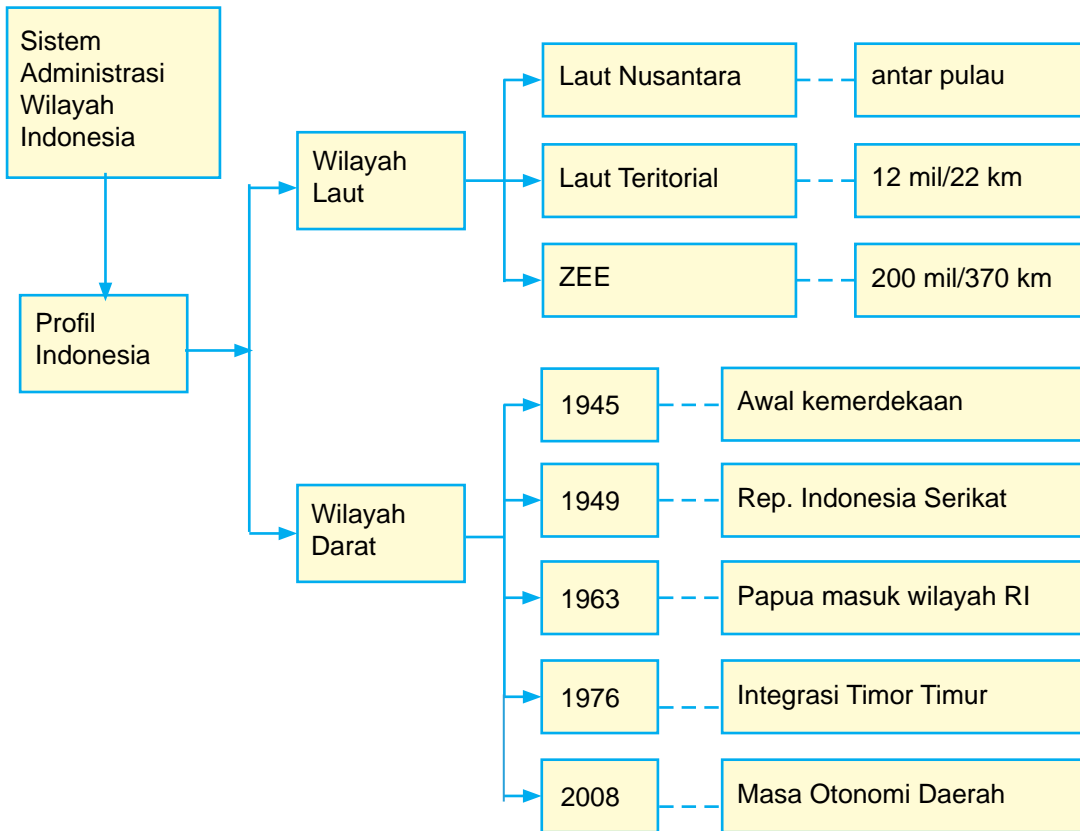 Sistem
Administrasi
Wilayah
Indonesia
Profil
Indonesia
Wilayah
Laut
Laut Nusantara
antar pulau
Laut Teritorial
12 mil/22 km
ZEE
200 mil/370 km
Wilayah
Darat
1945
Awal kemerdekaan
1949
Rep. Indonesia Serikat
1963
Papua masuk wilayah RI
1976
Integrasi Timor Timur
2008
Masa Otonomi Daerah